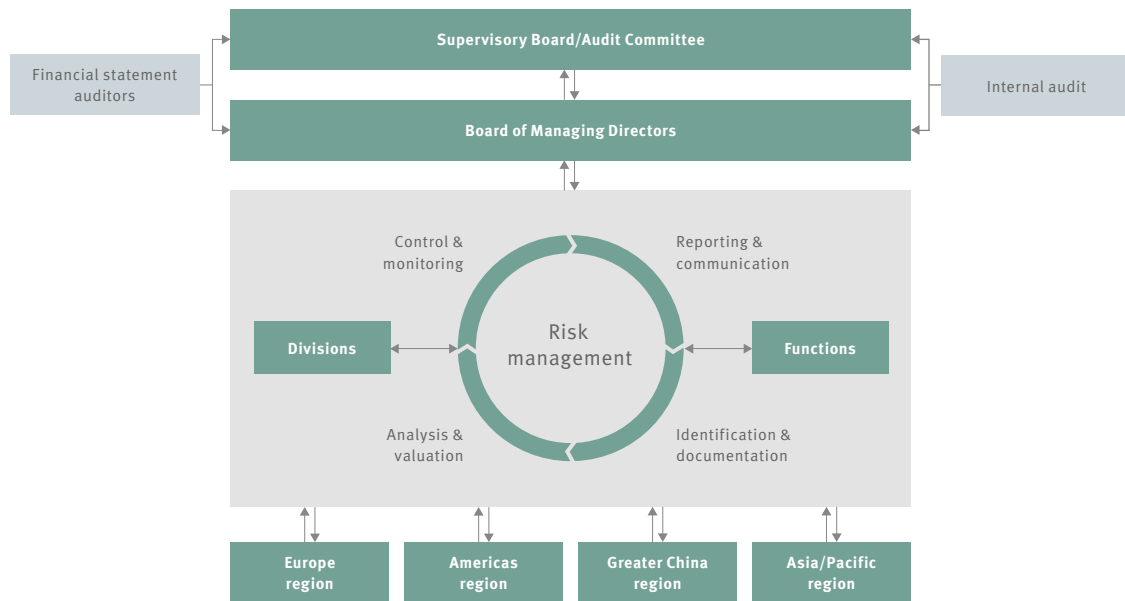 Supervisory Board/Audit Committee
Financial statement
auditors
Internal audit
Board of Managing Directors
Control &
monitoring
Reporting &
communication
Divisions
Risk
management
Functions
Analysis &
valuation
Identification &
documentation
Europe
region
Americas
region
Greater China
region
Asia/Pacific
region